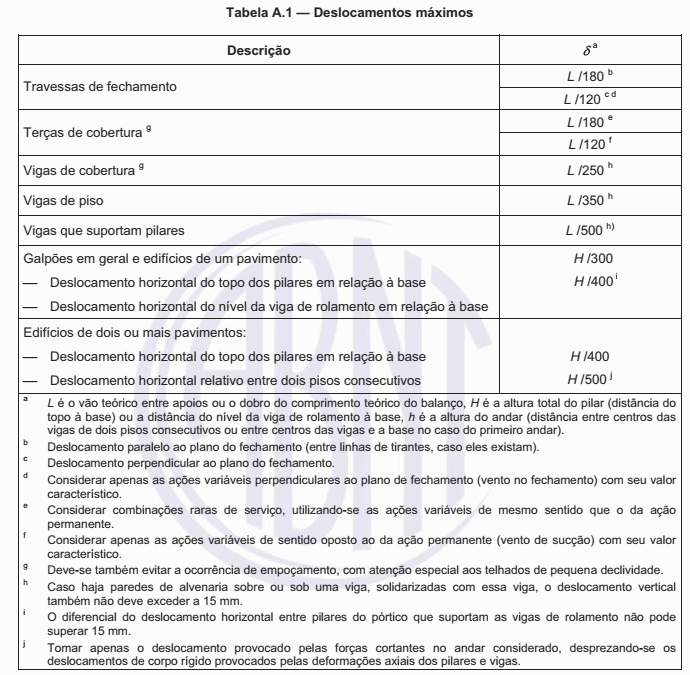 Tabela A.1 — Deslocamentos máximos
Descrição δ a
Travessas de fechamento
L /180 b
L /120 c d
Terças de cobertura g
L /180 e
L /120 f
Vigas de cobertura g L /250 h
Vigas de piso L /350 h
Vigas que suportam pilares L /500 h)
Galpões em geral e edifícios de um pavimento: H /300
— Deslocamento horizontal do topo dos pilares em relação à base H /400 i
— Deslocamento horizontal do nível da viga de rolamento em relação à base
Edifícios de dois ou mais pavimentos:
— Deslocamento horizontal do topo dos pilares em relação à base H /400
— Deslocamento horizontal relativo entre dois pisos consecutivos H /500 j
a L é o vão teórico entre apoios ou o dobro do comprimento teórico do balanço, H é a altura total do pilar (distância do
topo à base) ou a distância do nível da viga de rolamento à base, h é a altura do andar (distância entre centros das
vigas de dois pisos consecutivos ou entre centros das vigas e a base no caso do primeiro andar).
b Deslocamento paralelo ao plano do fechamento (entre linhas de tirantes, caso eles existam).
c Deslocamento perpendicular ao plano do fechamento.
d Considerar apenas as ações variáveis perpendiculares ao plano de fechamento (vento no fechamento) com seu valor
característico.
e Considerar combinações raras de serviço, utilizando-se as ações variáveis de mesmo sentido que o da ação
permanente.
f Considerar apenas as ações variáveis de sentido oposto ao da ação permanente (vento de sucção) com seu valor
característico.
g Deve-se também evitar a ocorrência de empoçamento, com atenção especial aos telhados de pequena declividade.
h Caso haja paredes de alvenaria sobre ou sob uma viga, solidarizadas com essa viga, o deslocamento vertical
também não deve exceder a 15 mm.
i O diferencial do deslocamento horizontal entre pilares do pórtico que suportam as vigas de rolamento não pode
superar 15 mm.
j Tomar apenas o deslocamento provocado pelas forças cortantes no andar considerado, desprezando-se os
deslocamentos de corpo rígido provocados pelas deformações axiais dos pilares e vigas.
ABNT